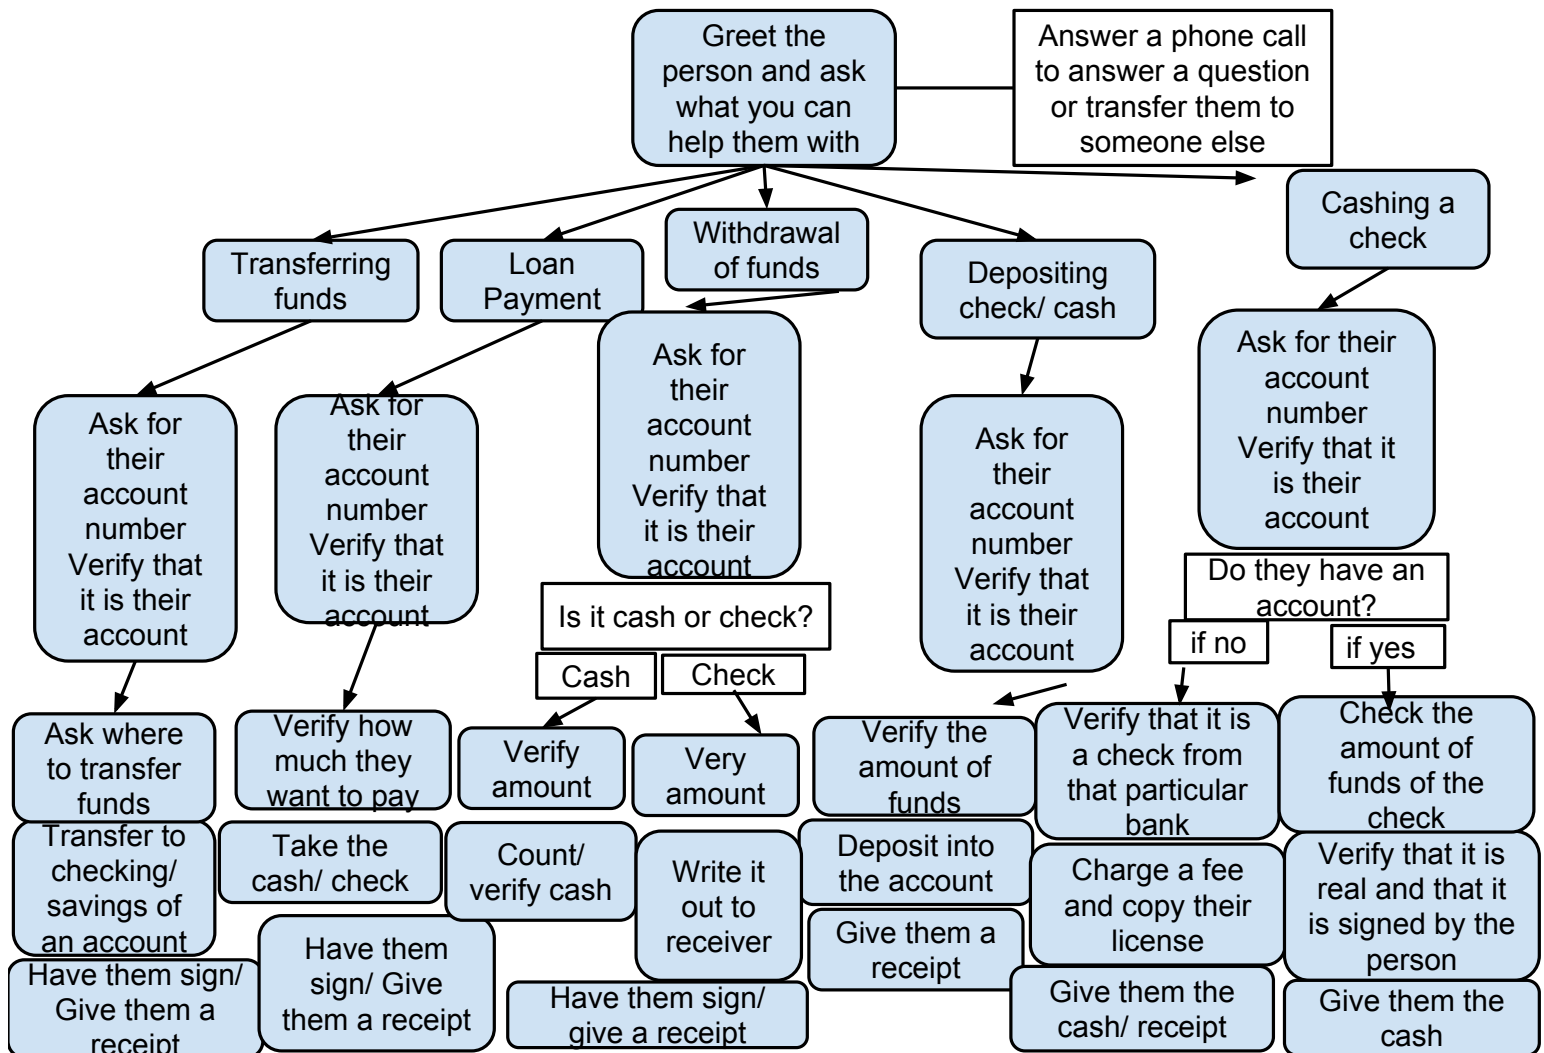 Greet the
person and ask
what you can
help them with
Answer a phone call
to answer a question
or transfer them to
someone else
Transferring
funds
Loan
Payment
Withdrawal
of funds
Depositing
check/ cash
Cashing a
check
Ask for
their
account
number
Verify that
it is their
account
Ask for
their
account
number
Verify that
it is their
account
Ask for
their
account
number
Verify that
it is their
account
Ask for
their
account
number
Verify that
it is their
account
Ask for their
account
number
Verify that it
is their
account
Is it cash or check?
Cash
Check
Do they have an
account?
if no
if yes
Ask where
to transfer
funds
Verify how
much they
want to pay
Verify
amount
Very
amount
Verify the
amount of
funds
Verify that it is
a check from
that particular
bank
Check the
amount of
funds of the
check
Transfer to
checking/
savings of
an account
Take the
cash/ check
Count/
verify cash
Write it
out to
receiver
Deposit into
the account
Charge a fee
and copy their
license
Verify that it is
real and that it
is signed by the
person
Have them sign/
Give them a
receipt
Have them
sign/ Give
them a receipt
Have them sign/
give a receipt
Give them a
receipt
Give them the
cash/ receipt
Give them the
cash